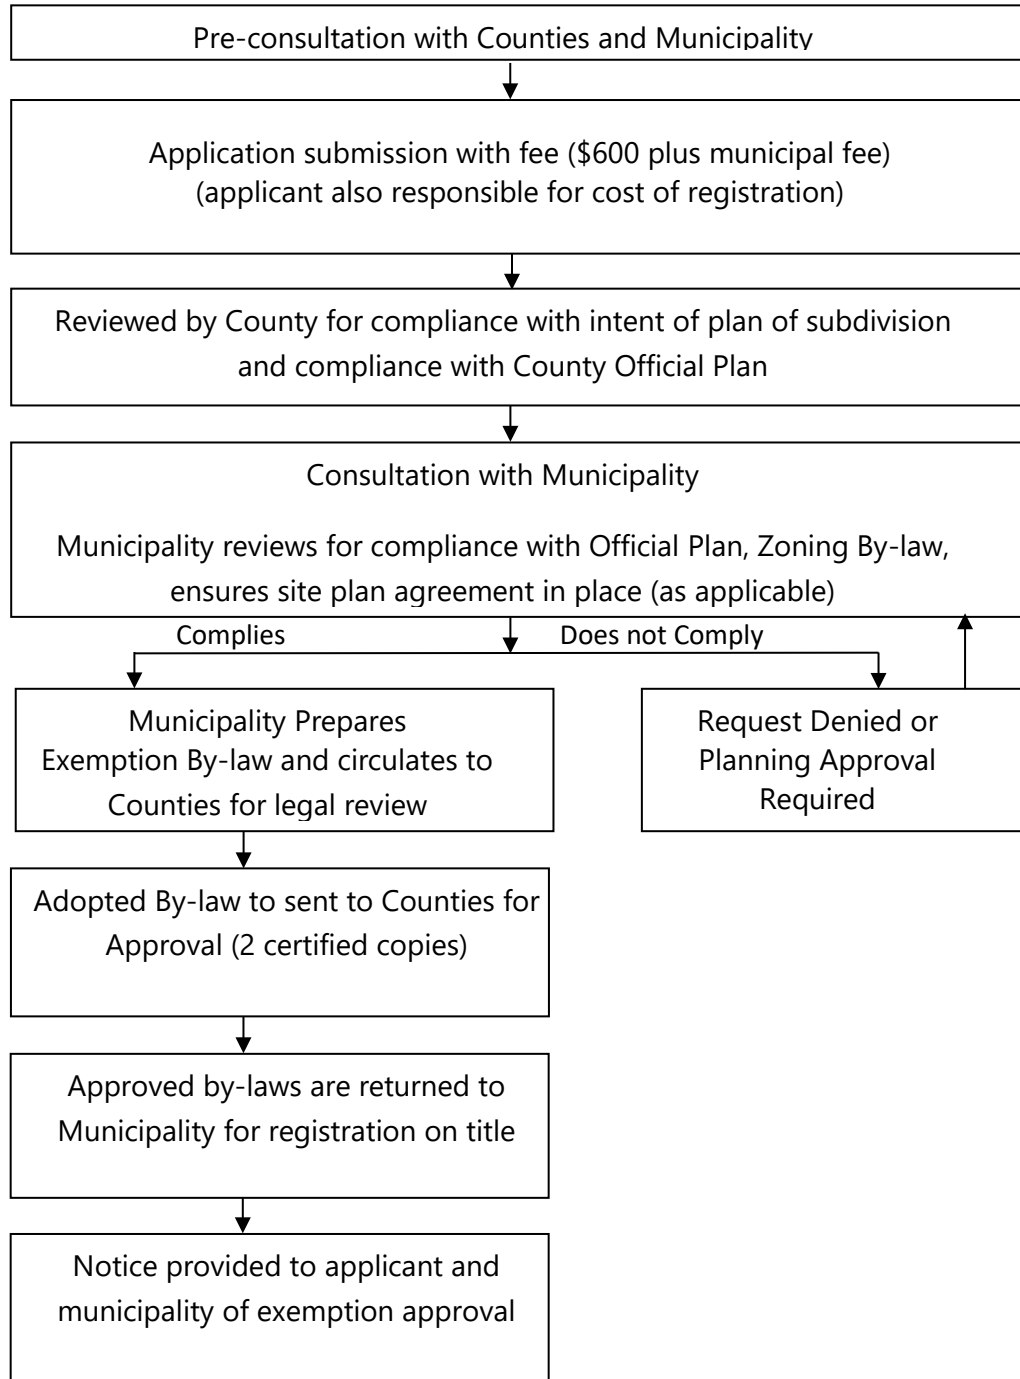 Pre-consultation with Counties and Municipality
Application submission with fee ($600 plus municipal fee)
(applicant also responsible for cost of registration)
Reviewed by County for compliance with intent of plan of subdivision
and compliance with County Official Plan
Consultation with Municipality
Municipality reviews for compliance with Official Plan, Zoning By-law,
ensures site plan agreement in place (as applicable)
Complies
Does not Comply
Municipality Prepares
Exemption By-law and circulates to
Counties for legal review
Request Denied or
Planning Approval
Required
Adopted By-law to sent to Counties for
Approval (2 certified copies)
Approved by-laws are returned to
Municipality for registration on title
Notice provided to applicant and
municipality of exemption approval